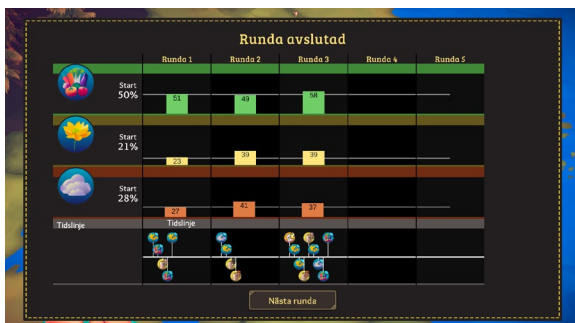 Runda avslutad
Runda 1 Runda 2 Runda 3 Runda 4 Runda 5
Start
50%
51 49 58
Start
21%
23 39 39
Start
28%
27 41 37
Tidslinje Tidslinje
Nästa runda